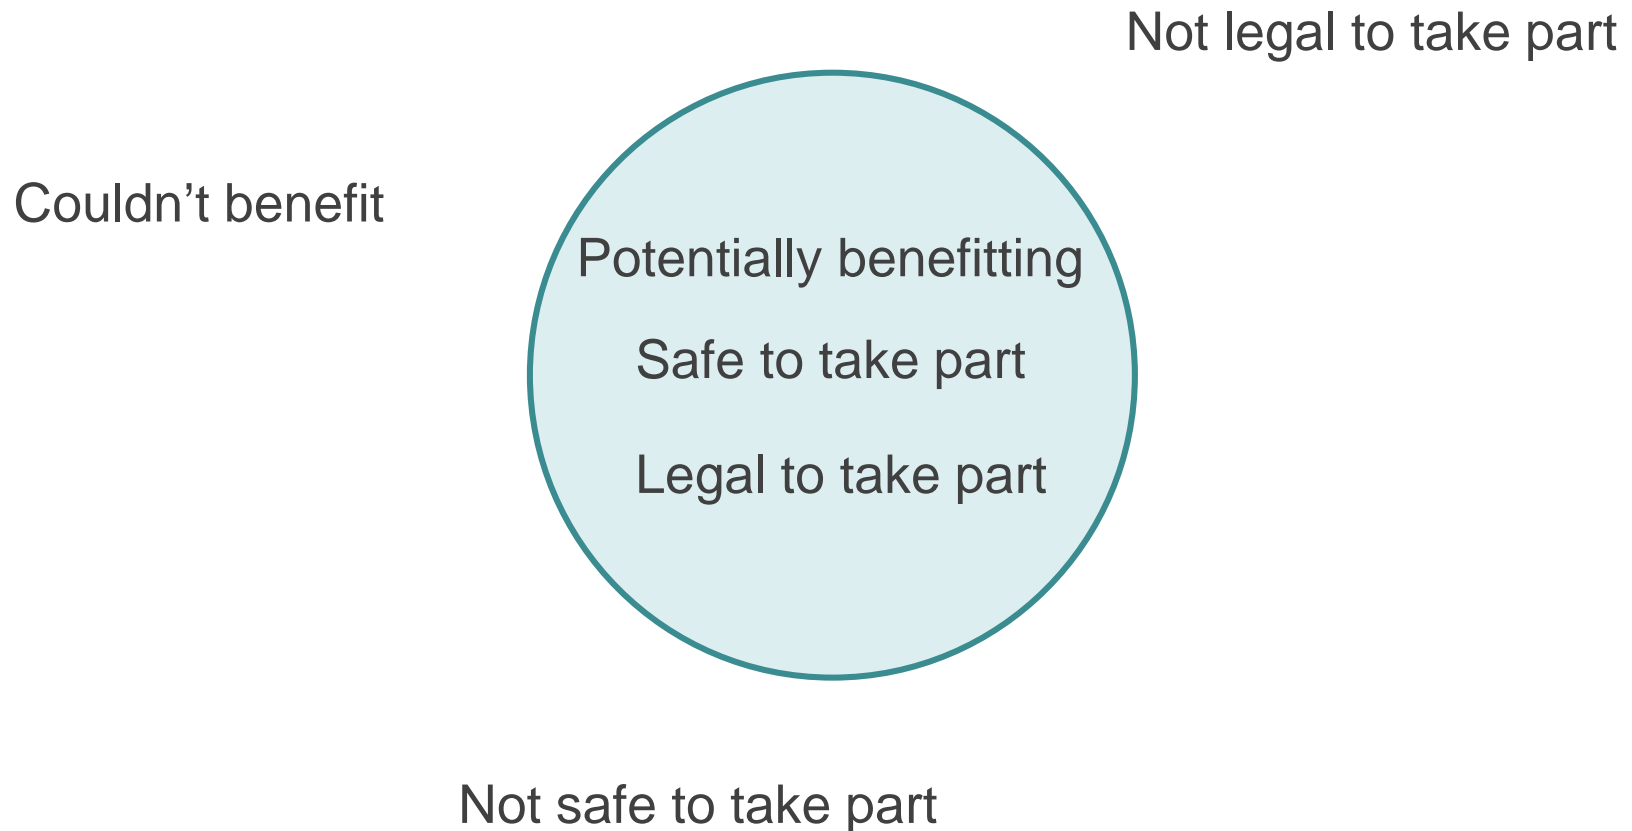 Not legal to take part
Couldn’t benefit
Potentially benefitting
Safe to take part
Legal to take part
Not safe to take part